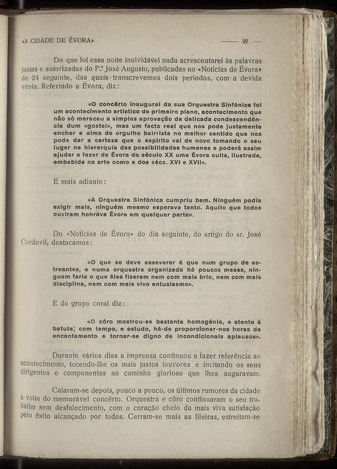 «A CIDADE DE ÉVORA»
97
Do que foi essa noite inolvidável nada acrescentarei às palavras
justas e autorizadas do P.e José Augusto, publicadas no «Notícias de Évora»
de 24 seguinte, das quais transcrevemos dois períodos, com a devida
vénia. Referindo a Évora, diz:
«O concêrto inaugural da sua Orquestra Sinfónica foi
um acontecimento artístico de primeiro plano, acontecimento que
não só mereceu a simples aprovação da delicada condescendên-
cia dum «gostei», mas um facto real que nos pode justamente
encher a alma de orgulho bairrista no melhor sentido que nos
pode dar a certeza que o espírito vai de novo tomando o seu
lugar na hierarquia das possibilidades humanas e poderá assim
ajudar a fazer de Évora do século XX uma Évora culta, ilustrada,
embebida na arte como a dos sécs. XVI e XVII».
E mais adiante:
«A Orquestra Sinfónica cumpriu bem. Ninguém podia
exigir mais, ninguém mesmo esperava tanto. Aquilo que todos
ouviram honrava Évora em qualquer parte».
Do «Notícias de Évora» do dia seguinte, do artigo do sr. José
Cordovil, destacamos:
«O que se deve asseverar é que num grupo de es-
treantes, e numa orquestra organizada há poucos meses, nin-
guém faria o que êles fizeram nem com mais brio, nem com mais
disciplina, nem com mais vivo entusiasmo».
E do grupo coral diz:
«O côro mostrou-se bastante homogénio, e atento à
batuta; com tempo, e estudo, há-de proporcionar-nos horas de
encantamento e tornar-se digno de incondicionais aplausos».
Durante vários dias a imprensa continuou a fazer referência ao
acontecimento, tecendo-lhe os mais justos louvores e incitando os seus
dirigentes e componentes ao caminho glorioso que lhes auguravam.
Calaram-se depois, pouco a pouco, os últimos rumores da cidade
à volta do memorável concêrto. Orquestra e côro continuaram o seu tra-
balho sem desfalecimento, com o coração cheio da mais viva satisfação
pelo êxito alcançado por todos. Cerram-se mais as fileiras, estreitam-se